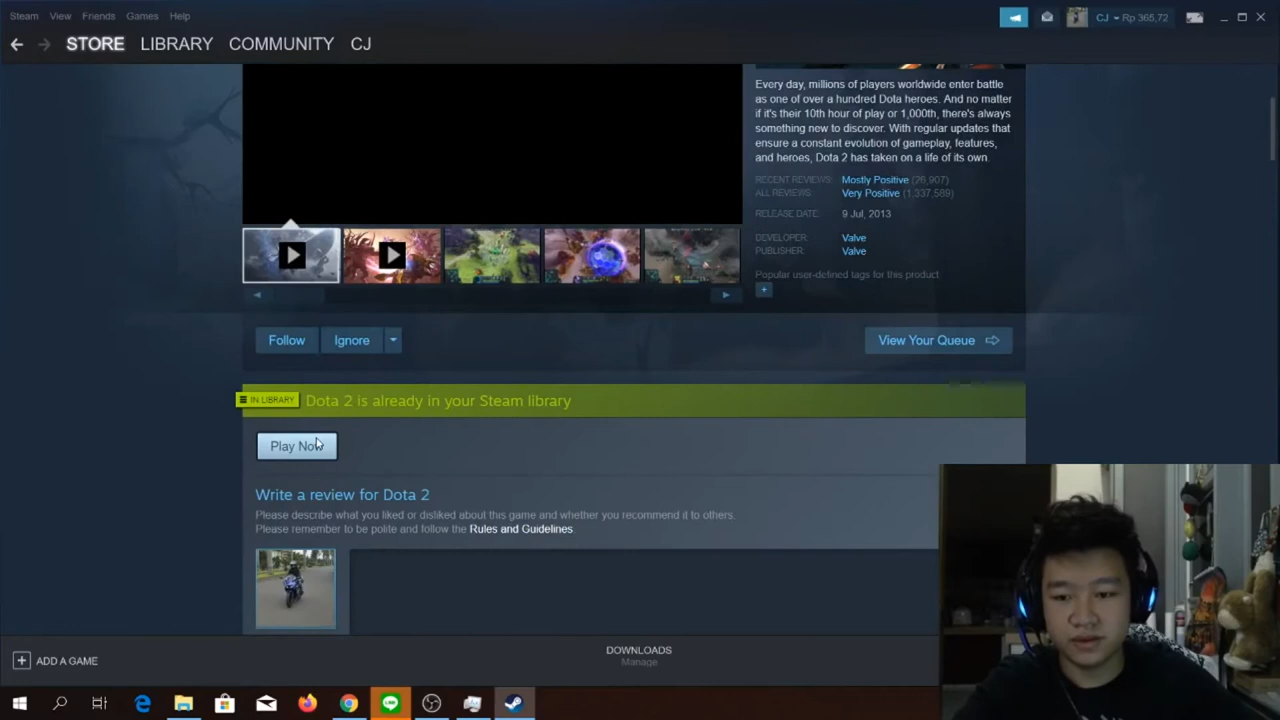 Steam View Friends Games Help
CJ Rp 365,72
STORE LIBRARY COMMUNITY CJ
Every day, millions of players worldwide enter battle
as one of over a hundred Dota heroes. And no matter
if it's their 10th hour of play or 1,000th, there's always
something new to discover. With regular updates that
ensure a constant evolution of gameplay, features,
and heroes, Dota 2 has taken on a life of its own.
RECENT REVIEWS: Mostly Positive (26,907)
ALL REVIEWS: Very Positive (1,337,589)
RELEASE DATE: 9 Jul, 2013
DEVELOPER: Valve
PUBLISHER: Valve
Popular user-defined tags for this product
+
Follow Ignore View Your Queue
IN LIBRARY Dota 2 is already in your Steam library
Play Now
Write a review for Dota 2
Please describe what you liked or disliked about this game and whether you recommend it to others.
Please remember to be polite and follow the Rules and Guidelines.
+ ADD A GAME
DOWNLOADS
Manage
LINE